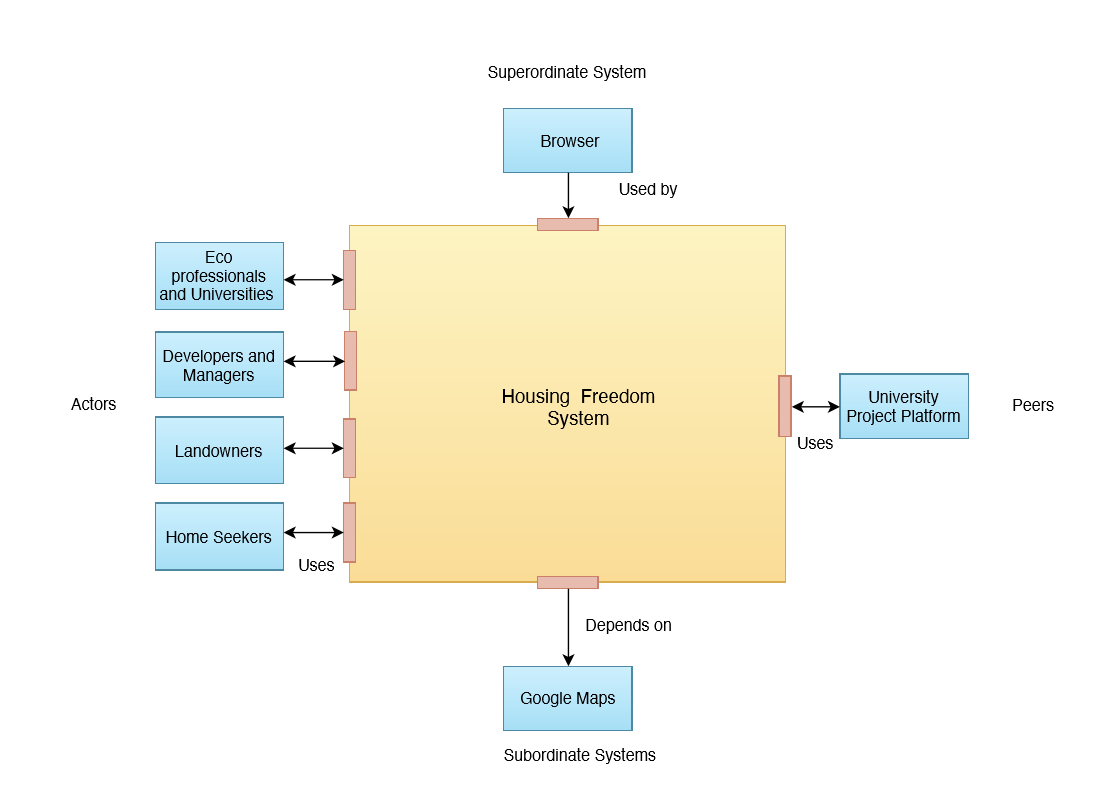 Superordinate System
Browser
Used by
Eco
professionals
and Universities
Developers and
Managers
Actors
Landowners
Home Seekers
Uses
Housing Freedom
System
University
Project Platform
Uses
Peers
Depends on
Google Maps
Subordinate Systems